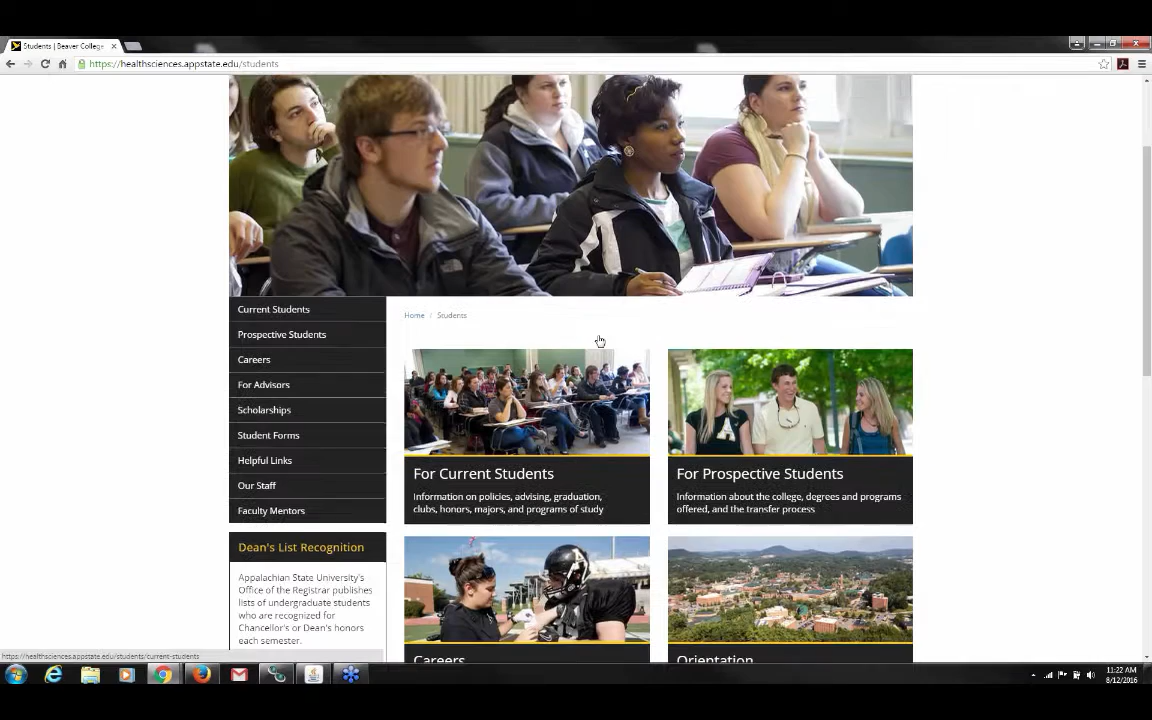 Students | Beaver College
https://healthsciences.appstate.edu/students
Current Students
Prospective Students
Careers
For Advisors
Scholarships
Student Forms
Helpful Links
Our Staff
Faculty Mentors
Dean's List Recognition
Appalachian State University's
Office of the Registrar publishes
lists of undergraduate students
who are recognized for
Chancellor's or Dean's honors
each semester.
Home / Students
For Current Students
Information on policies, advising, graduation,
clubs, honors, majors, and programs of study
For Prospective Students
Information about the college, degrees and programs
offered, and the transfer process
A
Careers
Orientation
https://healthsciences.appstate.edu/students/current-students
11:22 AM
8/12/2016